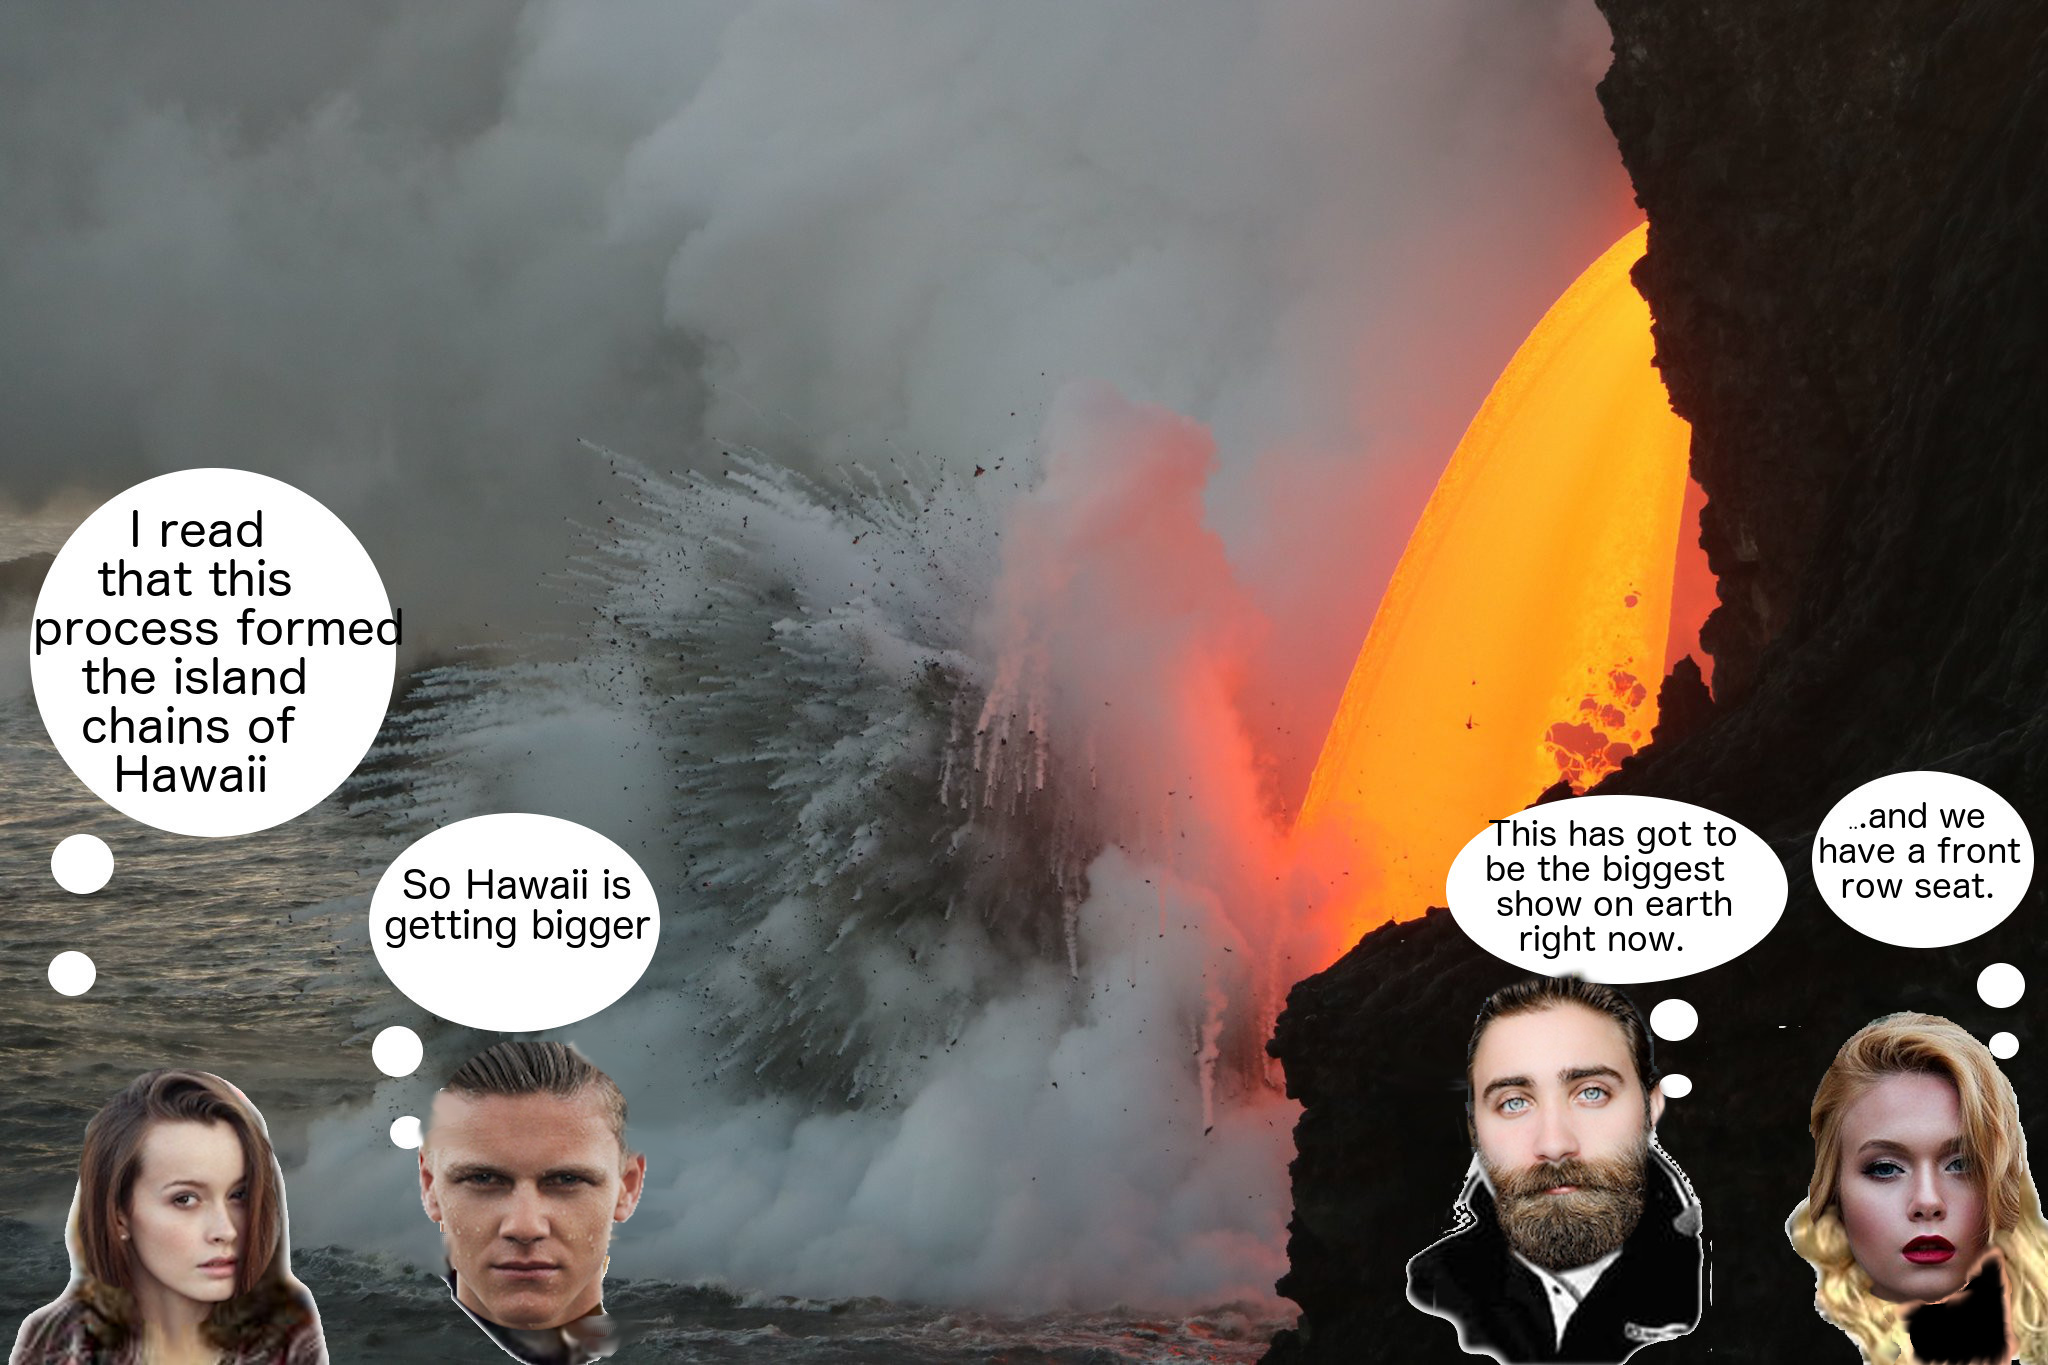 I read
that this
process formed
the island
chains of
Hawaii
So Hawaii is
getting bigger
This has got to
be the biggest
show on earth
right now.
...and we
have a front
row seat.